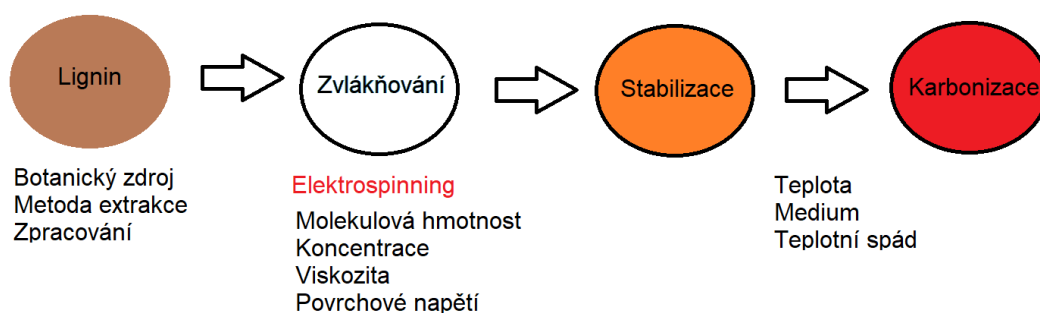 Lignin
Zvlákňování
Stabilizace
Karbonizace
Botanický zdroj
Metoda extrakce
Zpracování
Elektrospinning
Molekulová hmotnost
Koncentrace
Viskozita
Povrchové napětí
Teplota
Medium
Teplotní spád